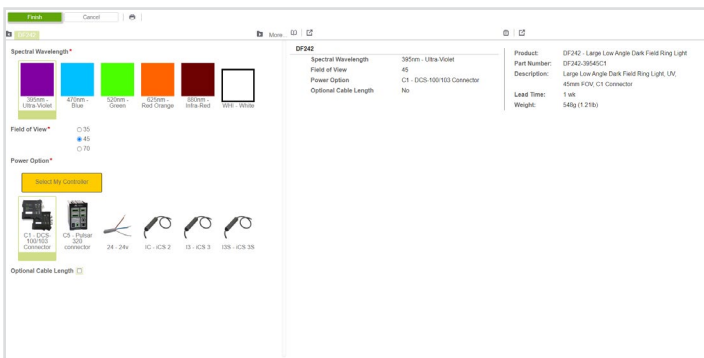 Finish Cancel
DF242 More
Spectral Wavelength*
395nm - Ultra-Violet
470nm - Blue
520nm - Green
625nm - Red Orange
880nm - Infra-Red
WHI - White
Field of View*
35
45
70
Power Option*
Select My Controller
C1 - DCS-100/103 Connector
C5 - Pulsar 320 connector
24 - 24v
IC - iCS 2
I3 - iCS 3
I3S - iCS 3S
Optional Cable Length
DF242
Spectral Wavelength 395nm - Ultra-Violet
Field of View 45
Power Option C1 - DCS-100/103 Connector
Optional Cable Length No
Product: DF242 - Large Low Angle Dark Field Ring Light
Part Number: DF242-39545C1
Description: Large Low Angle Dark Field Ring Light, UV,
45mm FOV, C1 Connector
Lead Time: 1 wk
Weight: 548g (1.21lb)